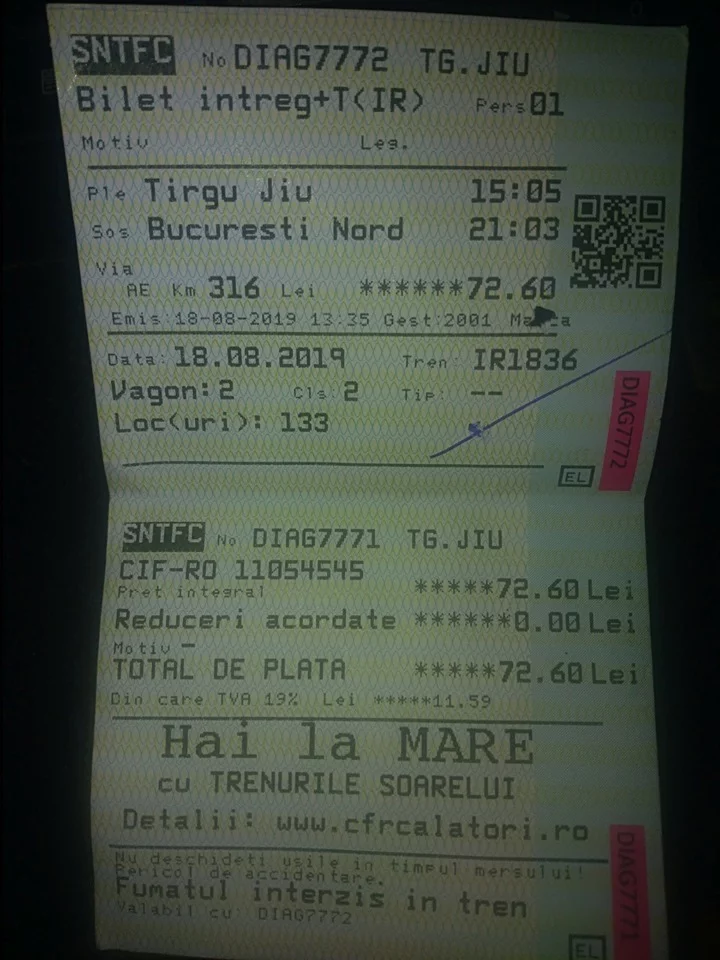 SNTFC No DIAG7772 TG.JIU
Bilet intreg+T(IR) Pers 01
Motiv Leg.
Ple Tirgu Jiu 15:05
Sos Bucuresti Nord 21:03
Via
AE Km 316 Lei ******72.60
Emis:18-08-2019 13:35 Gest:2001
Data: 18.08.2019 Tren: IR1836
Vagon: 2 Cls: 2 Tip: --
Loc(uri): 133
DIAG7772
EL
SNTFC No DIAG7771 TG.JIU
CIF-RO 11054545
Pret integral *****72.60 Lei
Reduceri acordate ******0.00 Lei
Motiv -
TOTAL DE PLATA *****72.60 Lei
Din care TVA 19% Lei *****11.59
Hai la MARE
cu TRENURILE SOARELUI
Detalii: www.cfrcalatori.ro
Nu deschideti usile in timpul mersului!
Pericol de accidentare.
Fumatul interzis in tren
Valabil cu: DIAG7772
DIAG7771
EL